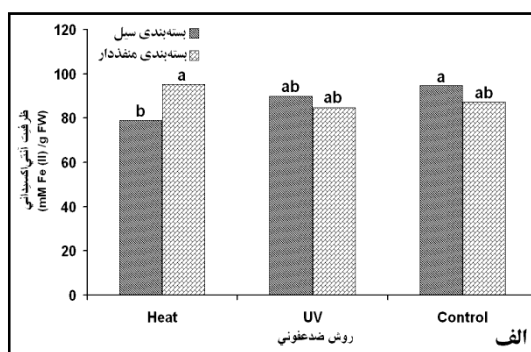 بسته‌بندی سیل
بسته‌بندی منفذدار
ظرفیت آنتی‌اکسیدانی
(mM Fe (II) /g FW)
120
100
80
60
40
20
0
b a ab ab a ab
Heat UV Control
روش ضدعفونی
الف